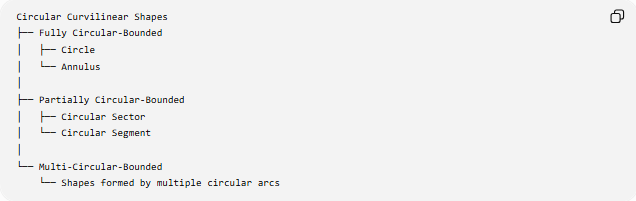 Circular Curvilinear Shapes
├── Fully Circular-Bounded
│   ├── Circle
│   └── Annulus
│
├── Partially Circular-Bounded
│   ├── Circular Sector
│   └── Circular Segment
│
└── Multi-Circular-Bounded
    └── Shapes formed by multiple circular arcs